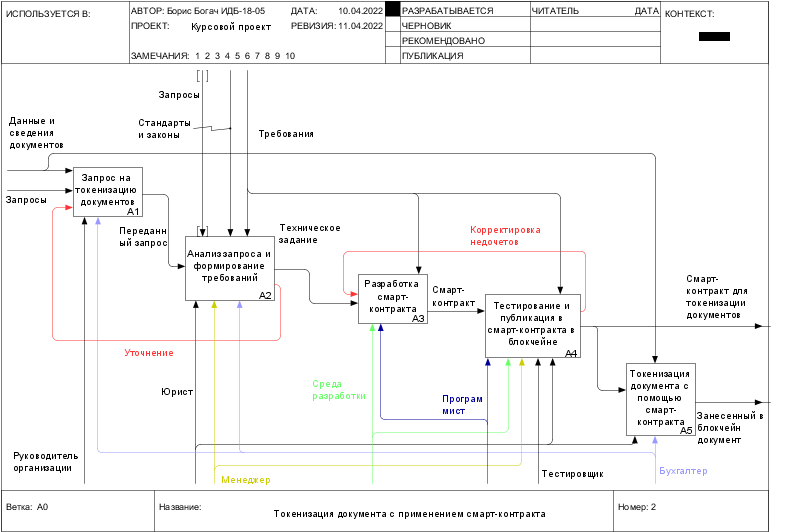 ИСПОЛЬЗУЕТСЯ В:
АВТОР: Борис Богач ИДБ-18-05
ДАТА: 10.04.2022
РАЗРАБАТЫВАЕТСЯ
ЧИТАТЕЛЬ
ДАТА
КОНТЕКСТ:
ПРОЕКТ: Курсовой проект
РЕВИЗИЯ: 11.04.2022
ЧЕРНОВИК
РЕКОМЕНДОВАНО
ЗАМЕЧАНИЯ: 1 2 3 4 5 6 7 8 9 10
ПУБЛИКАЦИЯ
Запросы
Данные и
сведения
документов
Стандарты
и законы
Требования
Запрос на
токенизацию
документов
A1
Запросы
Переданн
ый запрос
Техническое
задание
Корректировка
недочетов
Анализ запроса и
формирование
требований
A2
Разработка
смарт-
контракта
A3
Смарт-
контракт
Смарт-
контракт для
токенизации
документов
Тестирование и
публикация в
смарт-контракта в
блокчейне
A4
Уточнение
Токенизация
документа с
помощью
смарт-
контракта
A5
Юрист
Среда
разработки
Програм
мист
Занесенный в
блокчейн
документ
Руководитель
организации
Менеджер
Тестировщик
Бухгалтер
Ветка: A0
Название:
Токенизация документа с применением смарт-контракта
Номер: 2